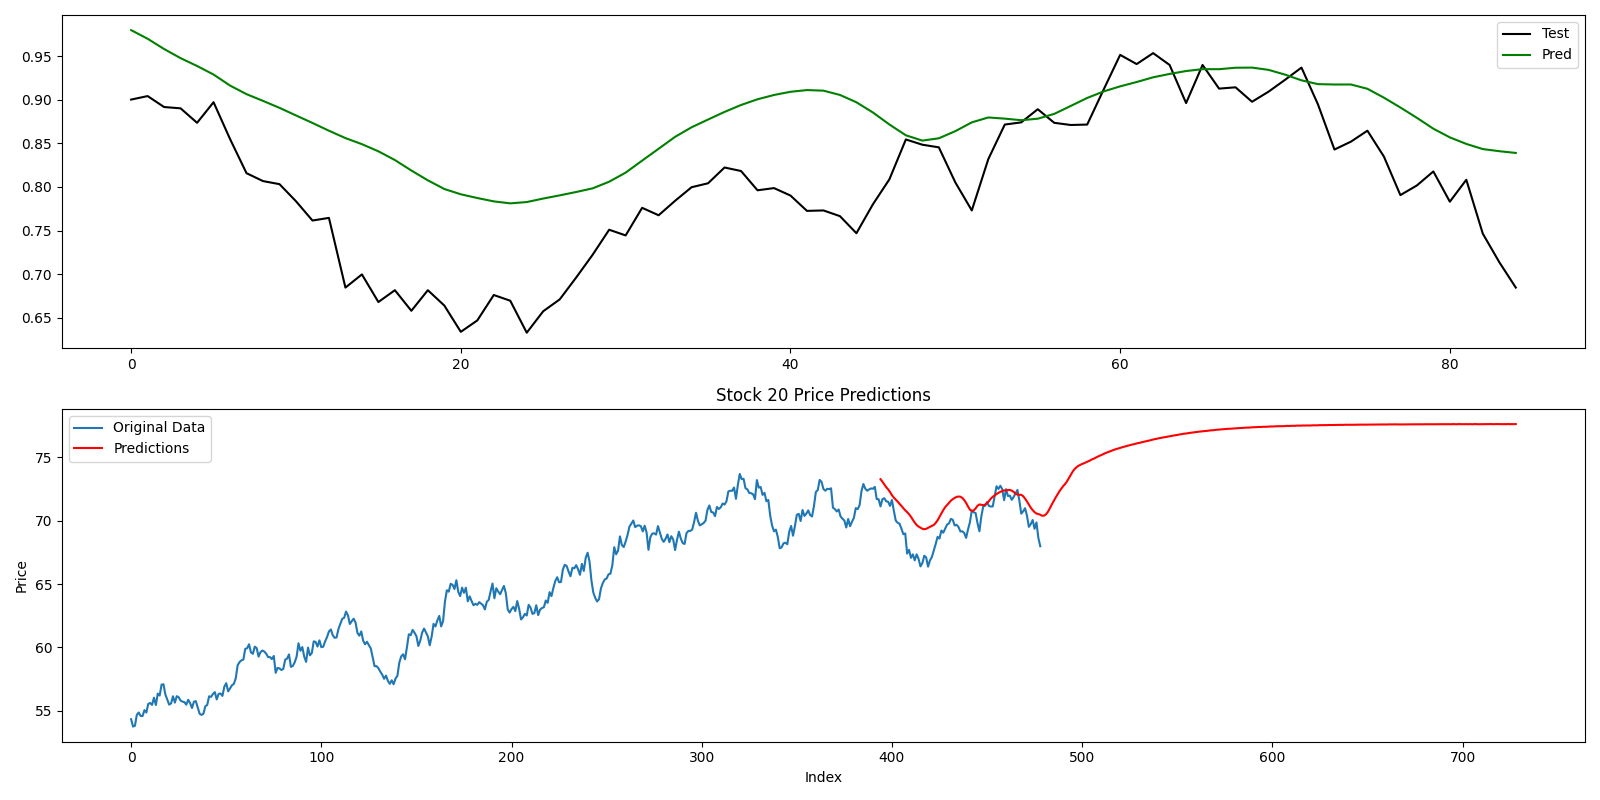 0.95
0.90
0.85
0.80
0.75
0.70
0.65
Test
Pred
0 20 40 60 80
Stock 20 Price Predictions
Original Data
Predictions
75
70
65
60
55
Price
0 100 200 300 400 500 600 700
Index